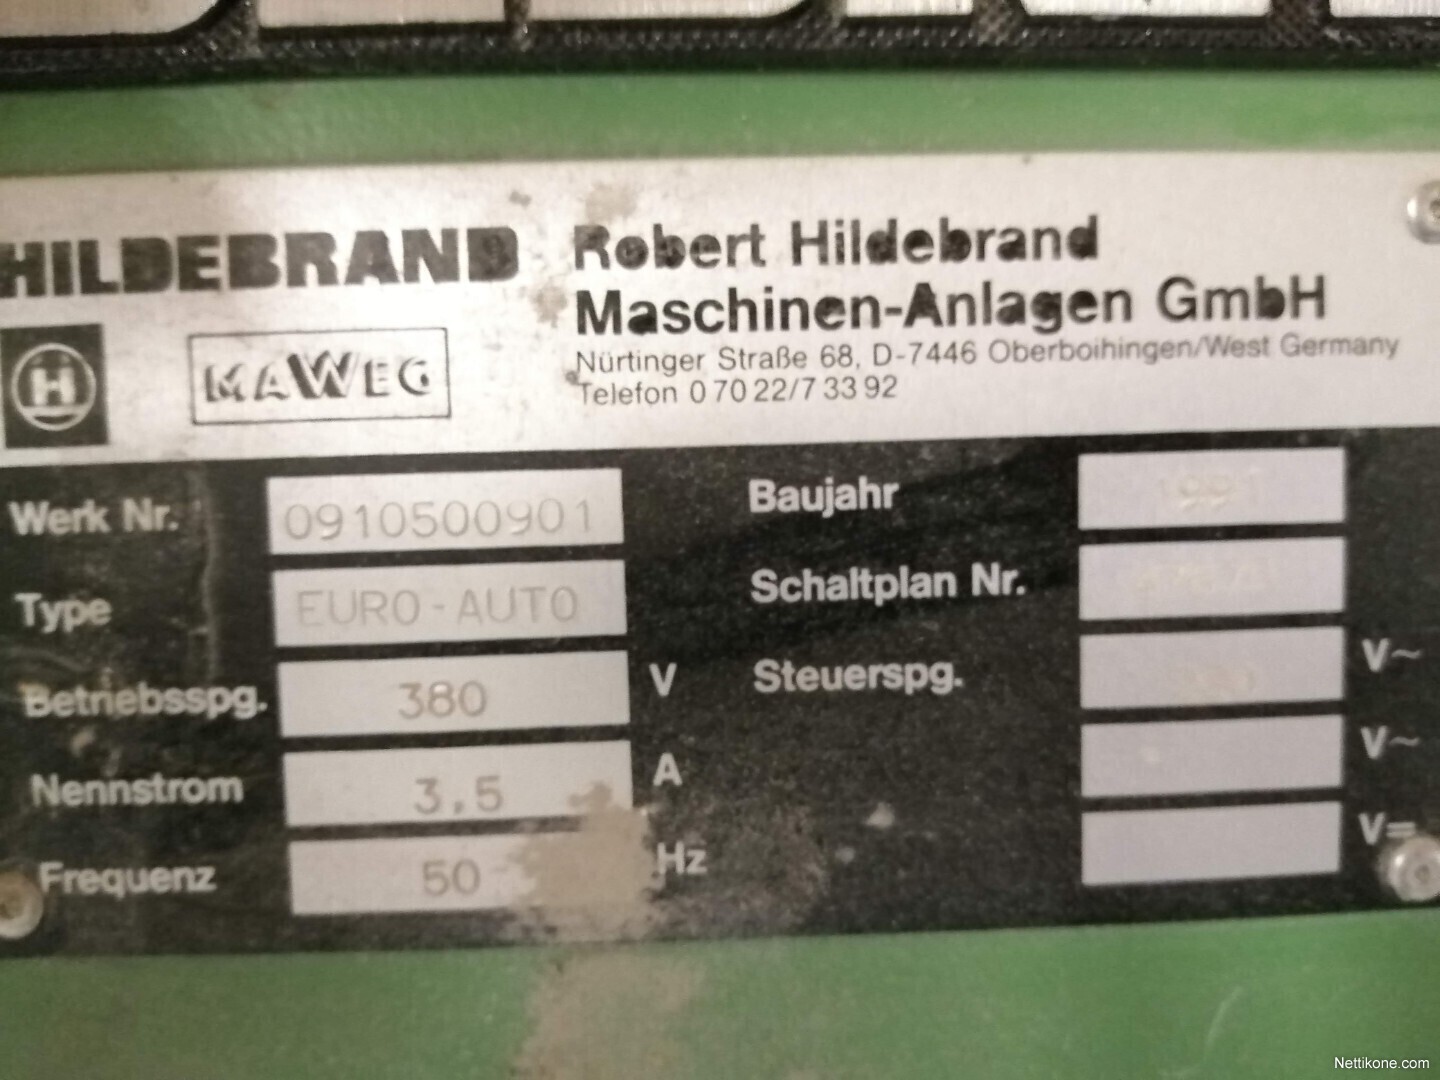 HILDEBRAND
Robert Hildebrand
Maschinen-Anlagen GmbH
Nürtinger Straße 68, D-7446 Oberboihingen/West Germany
Telefon 0 70 22/7 33 92
H
MAWEG
Werk Nr. 0910500901
Type EURO-AUTO
Betriebsspg. 380 V
Nennstrom 3,5 A
Frequenz 50 Hz
Baujahr 1991
Schaltplan Nr.
Steuerspg. V~
V~
V=
Nettikone.com